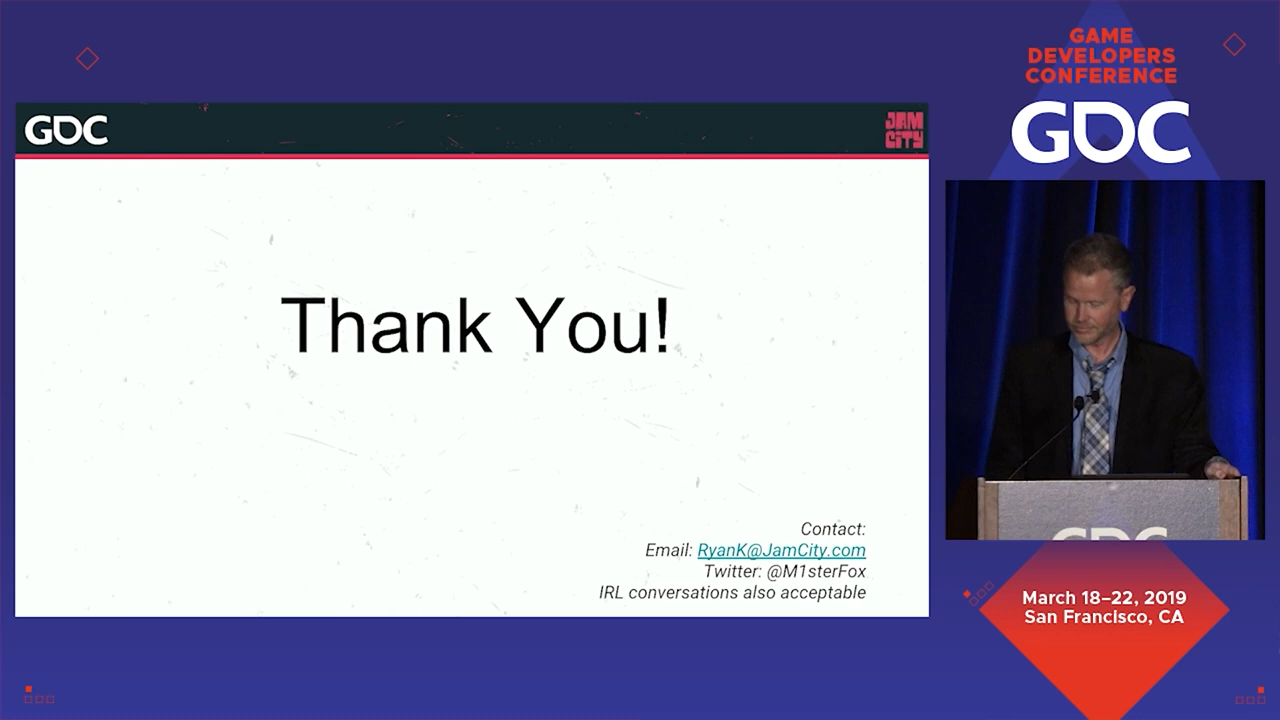 GDC
JAM
CITY
Thank You!
Contact:
Email: RyanK@JamCity.com
Twitter: @M1sterFox
IRL conversations also acceptable
GAME
DEVELOPERS
CONFERENCE
GDC
GDC
March 18–22, 2019
San Francisco, CA